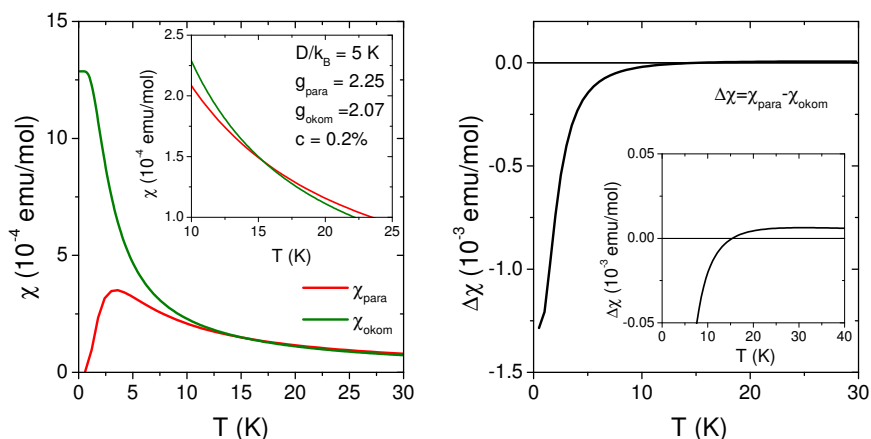 15
10
5
0
0 5 10 15 20 25 30
χ (10⁻⁴ emu/mol)
T (K)
2.5
2.0
1.5
1.0
10 15 20 25
χ (10⁻⁴ emu/mol)
T (K)
D/k_B = 5 K
g_para = 2.25
g_okom =2.07
c = 0.2%
χ_para
χ_okom
0.0
-0.5
-1.0
-1.5
0 10 20 30
Δχ (10⁻³ emu/mol)
T (K)
Δχ=χ_para-χ_okom
0.05
0.00
-0.05
0 10 20 30 40
Δχ (10⁻³ emu/mol)
T (K)